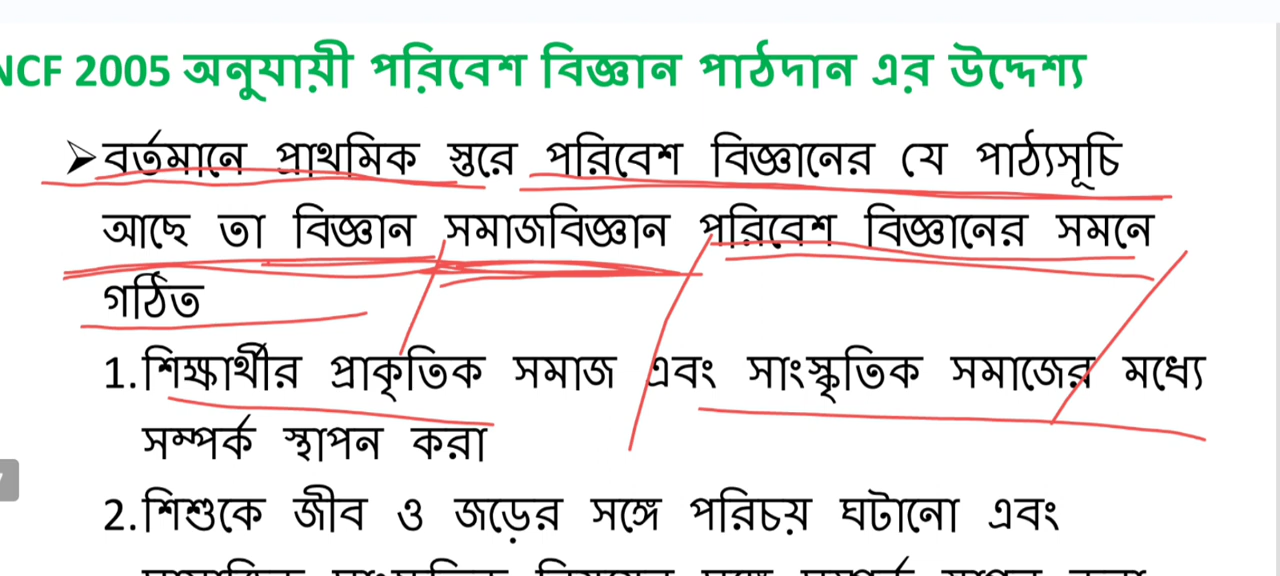 NCF 2005 অনুযায়ী পরিবেশ বিজ্ঞান পাঠদান এর উদ্দেশ্য
➢বর্তমানে প্রাথমিক স্তরে পরিবেশ বিজ্ঞানের যে পাঠ্যসূচি
আছে তা বিজ্ঞান সমাজবিজ্ঞান পরিবেশ বিজ্ঞানের সমনে
গঠিত
1.শিক্ষার্থীর প্রাকৃতিক সমাজ এবং সাংস্কৃতিক সমাজের মধ্যে
সম্পর্ক স্থাপন করা
2.শিশুকে জীব ও জড়ের সঙ্গে পরিচয় ঘটানো এবং